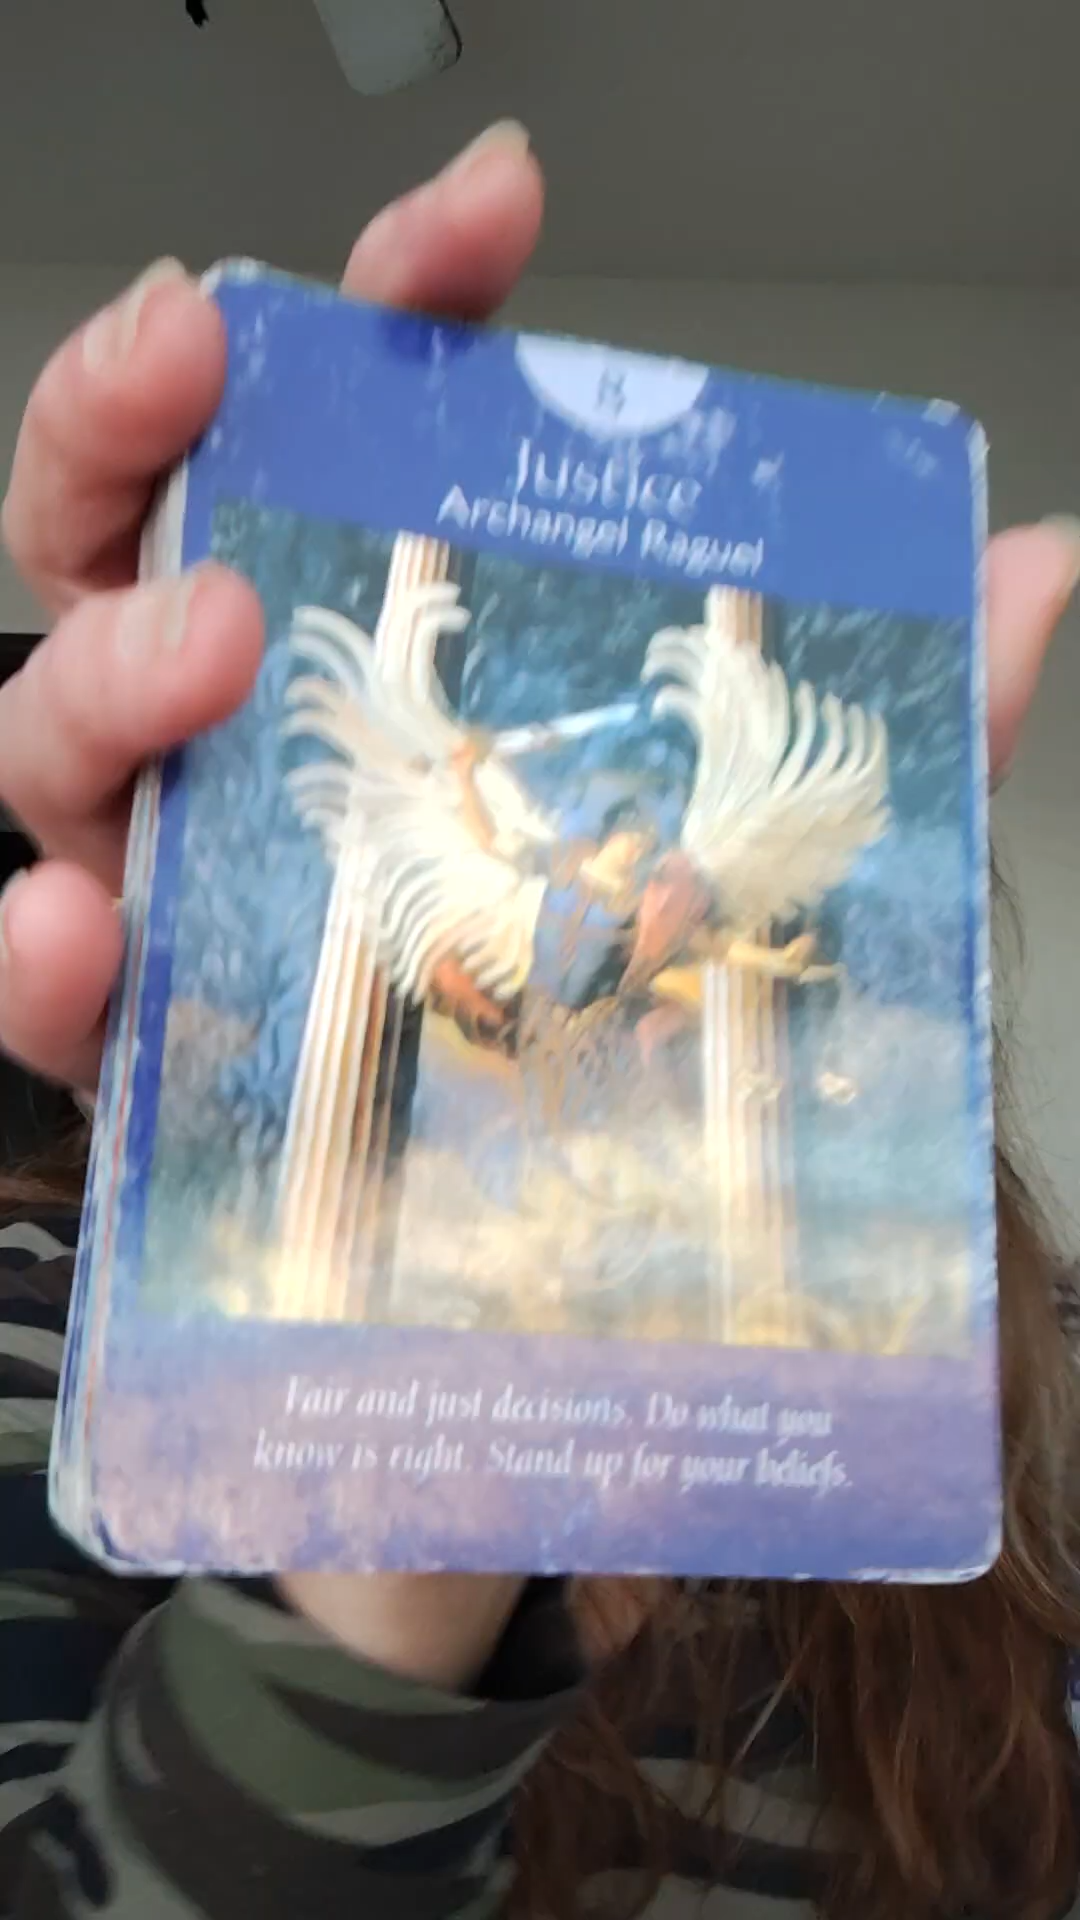 Justice
Archangel Raguel
Fair and just decisions. Do what you
know is right. Stand up for your beliefs.